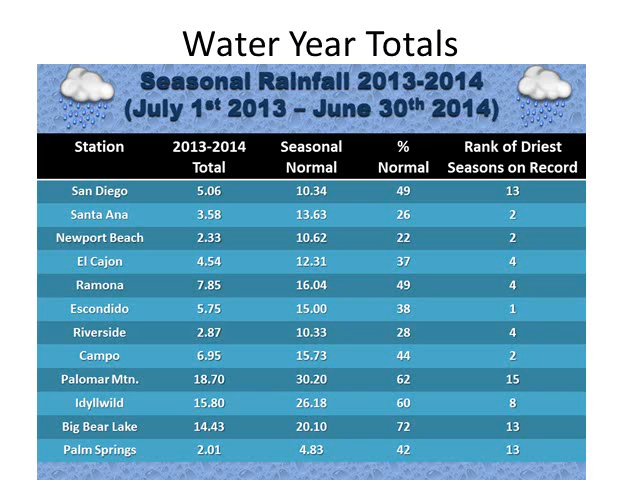 Water Year Totals
Seasonal Rainfall 2013-2014
(July 1st 2013 – June 30th 2014)
Station 2013-2014 Total Seasonal Normal % Normal Rank of Driest Seasons on Record
San Diego 5.06 10.34 49 13
Santa Ana 3.58 13.63 26 2
Newport Beach 2.33 10.62 22 2
El Cajon 4.54 12.31 37 4
Ramona 7.85 16.04 49 4
Escondido 5.75 15.00 38 1
Riverside 2.87 10.33 28 4
Campo 6.95 15.73 44 2
Palomar Mtn. 18.70 30.20 62 15
Idyllwild 15.80 26.18 60 8
Big Bear Lake 14.43 20.10 72 13
Palm Springs 2.01 4.83 42 13